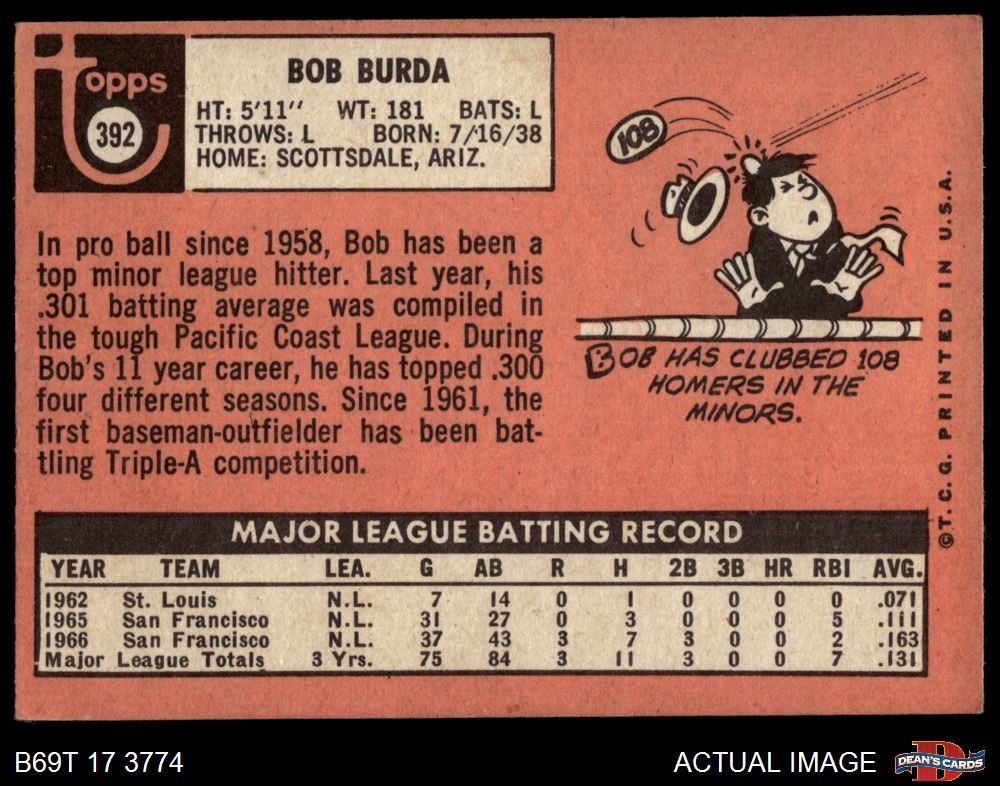 topps
392
BOB BURDA
HT: 5'11" WT: 181 BATS: L
THROWS: L BORN: 7/16/38
HOME: SCOTTSDALE, ARIZ.
In pro ball since 1958, Bob has been a
top minor league hitter. Last year, his
.301 batting average was compiled in
the tough Pacific Coast League. During
Bob's 11 year career, he has topped .300
four different seasons. Since 1961, the
first baseman-outfielder has been bat-
tling Triple-A competition.
108
BOB HAS CLUBBED 108
HOMERS IN THE
MINORS.
©T. C. G. PRINTED IN U.S.A.
MAJOR LEAGUE BATTING RECORD
YEAR TEAM LEA. G AB R H 2B 3B HR RBI AVG.
1962 St. Louis N.L. 7 14 0 1 0 0 0 0 .071
1965 San Francisco N.L. 31 27 0 3 0 0 0 5 .111
1966 San Francisco N.L. 37 43 3 7 3 0 0 2 .163
Major League Totals 3 Yrs. 75 84 3 11 3 0 0 7 .131
B69T 17 3774
ACTUAL IMAGE
DEAN'S CARDS